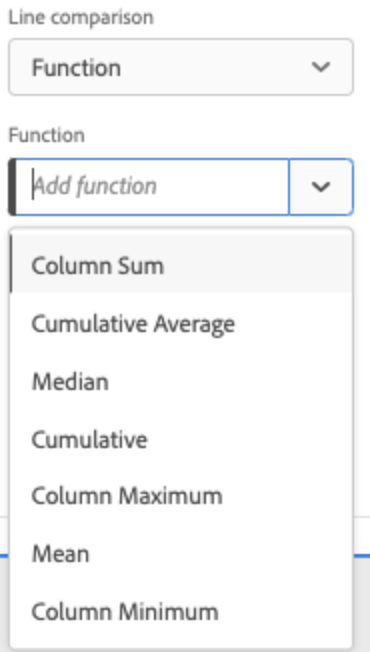 Line comparison
Function
Function
Add function
Column Sum
Cumulative Average
Median
Cumulative
Column Maximum
Mean
Column Minimum